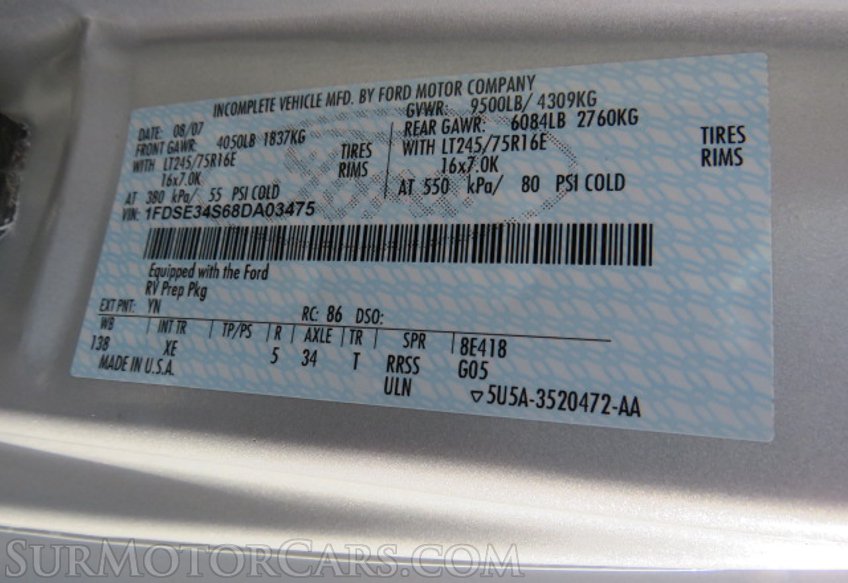 INCOMPLETE VEHICLE MFD. BY FORD MOTOR COMPANY
DATE: 08/07 GVWR: 9500LB/ 4309KG
FRONT GAWR: 4050LB 1837KG REAR GAWR: 6084LB 2760KG
WITH LT245/75R16E TIRES WITH LT245/75R16E TIRES
16x7.0K RIMS 16x7.0K RIMS
AT 380 kPa/ 55 PSI COLD AT 550 kPa/ 80 PSI COLD
VIN: 1FDSE34S68DA03475
Equipped with the Ford
RV Prep Pkg
EXT PNT: YN RC: 86 DSO:
WB INT TR TP/PS R AXLE TR SPR 8E418
138 XE 5 34 T RRSS G05
MADE IN U.S.A. ULN ▽5U5A-3520472-AA
SurMotorCars.com